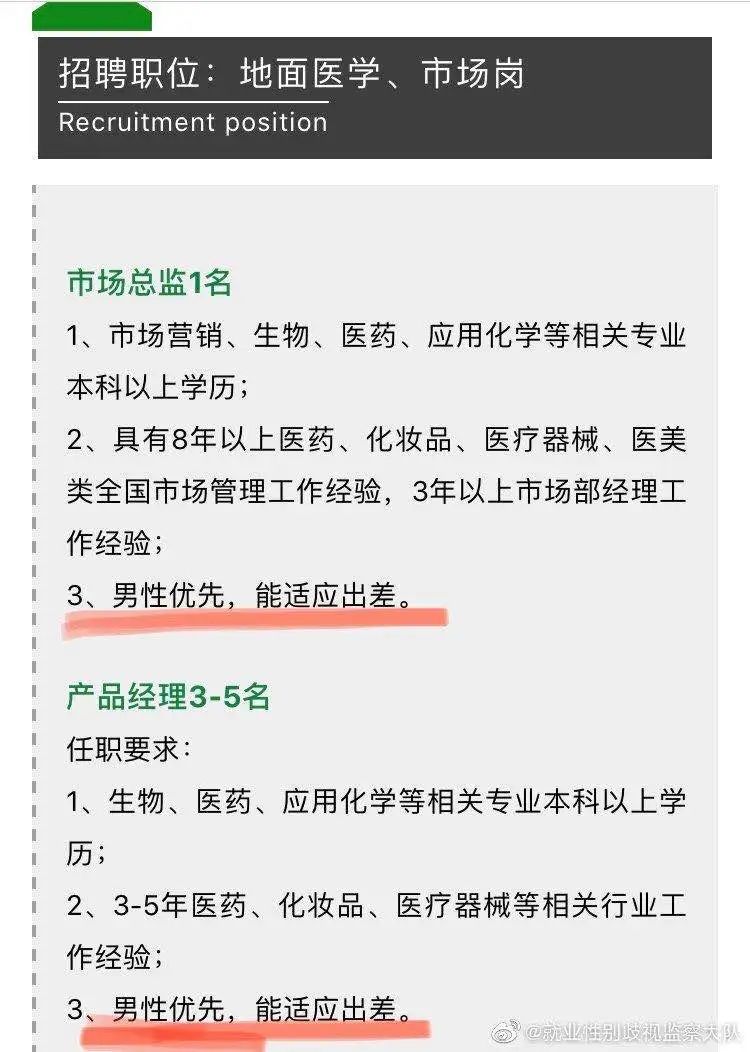 招聘职位：地面医学、市场岗
Recruitment position
市场总监1名
1、市场营销、生物、医药、应用化学等相关专业
本科以上学历；
2、具有8年以上医药、化妆品、医疗器械、医美
类全国市场管理工作经验，3年以上市场部经理工
作经验；
3、男性优先，能适应出差。
产品经理3-5名
任职要求：
1、生物、医药、应用化学等相关专业本科以上学
历；
2、3-5年医药、化妆品、医疗器械等相关行业工
作经验；
3、男性优先，能适应出差。
@就业性别歧视监察大队